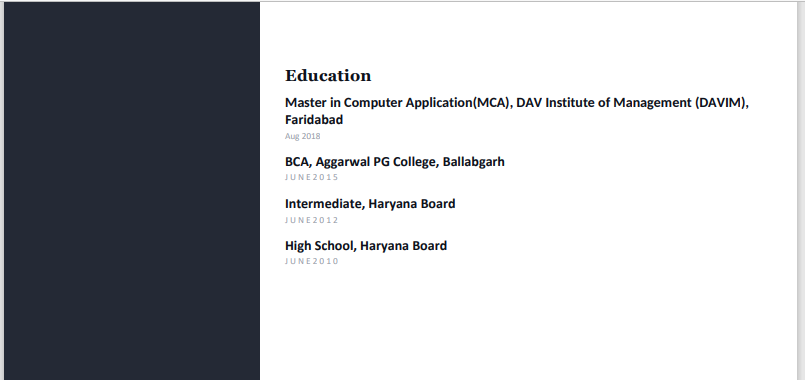 Education
Master in Computer Application(MCA), DAV Institute of Management (DAVIM),
Faridabad
Aug 2018
BCA, Aggarwal PG College, Ballabgarh
JUNE2015
Intermediate, Haryana Board
JUNE2012
High School, Haryana Board
JUNE2010